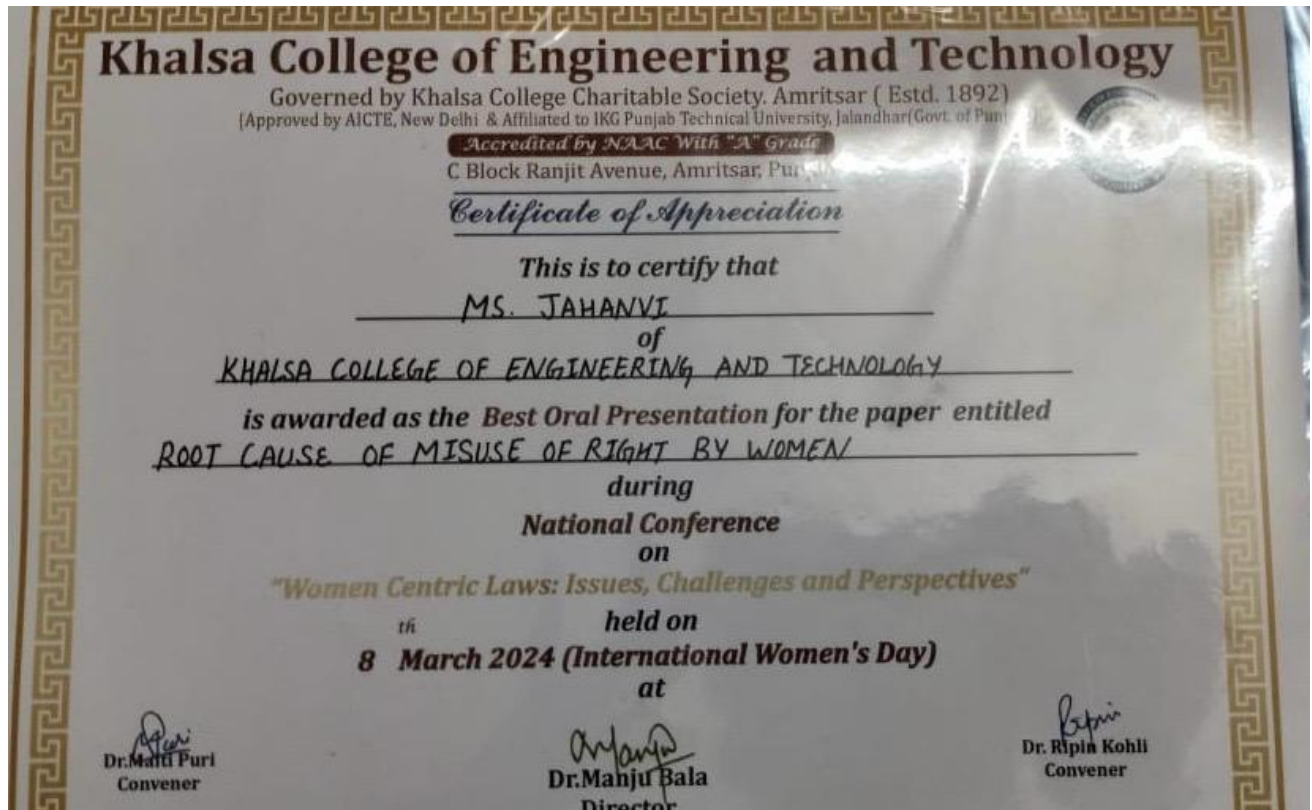 Khalsa College of Engineering and Technology
Governed by Khalsa College Charitable Society. Amritsar ( Estd. 1892)
(Approved by AICTE, New Delhi & Affiliated to IKG Punjab Technical University, Jalandhar(Govt. of
Accredited by NAAC With "A" Grade
C Block Ranjit Avenue, Amritsar,
Certificate of Appreciation
This is to certify that
MS. JAHANVI
of
KHALSA COLLEGE OF ENGINEERING AND TECHNOLOGY
is awarded as the Best Oral Presentation for the paper entitled
ROOT CAUSE OF MISUSE OF RIGHT BY WOMEN
during
National Conference
on
"Women Centric Laws: Issues, Challenges and Perspectives"
held on
8th March 2024 (International Women's Day)
at
Dr.Malti Puri
Convener
Dr.Manju Bala
Director
Dr. Ripin Kohli
Convener